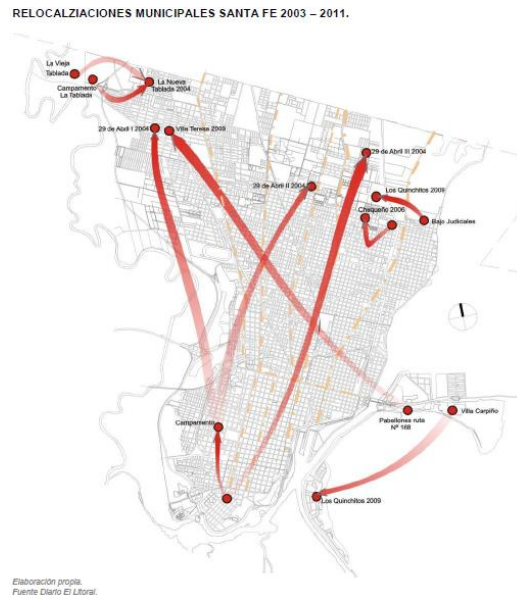 RELOCALZIACIONES MUNICIPALES SANTA FE 2003 – 2011.
La Vieja
Tablada
Campamento
La Tablada
La Nueva
Tablada 2004
29 de Abril I 2004
Villa Teresa 2009
29 de Abril III 2004
29 de Abril II 2004
Los Quinchitos 2009
Chaqueño 2006
Bajo Judiciales
Campamento
Pabellones ruta
Nº 168
Villa Carpiño
Los Quinchitos 2009
Elaboración propia.
Fuente Diario El Litoral.